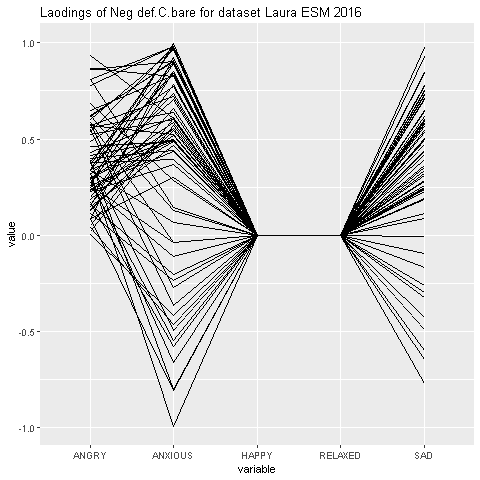 Laodings of Neg def.C.bare for dataset Laura ESM 2016
1.0
0.5
0.0
-0.5
-1.0
value
ANGRY ANXIOUS HAPPY RELAXED SAD
variable